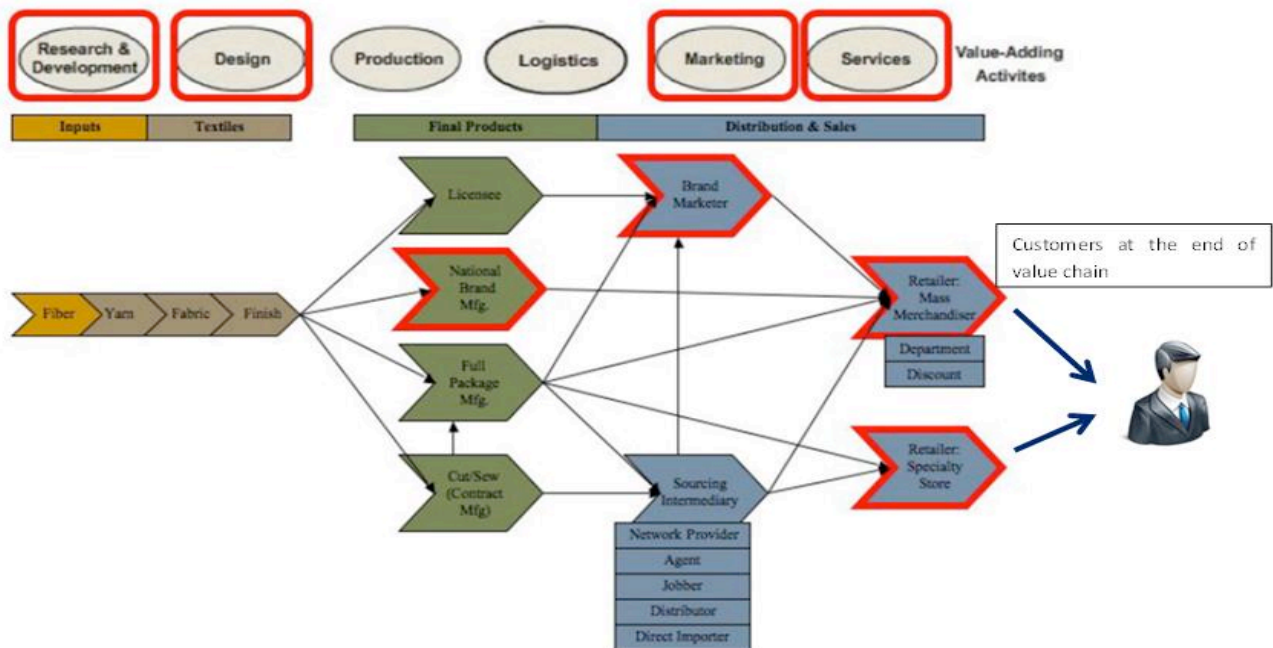 Research &
Development
Design
Production
Logistics
Marketing
Services
Value-Adding
Activites
Inputs
Textiles
Final Products
Distribution & Sales
Licensee
Brand
Marketer
National
Brand
Mfg.
Retailer:
Mass
Merchandiser
Department
Discount
Customers at the end of
value chain
Fiber
Yarn
Fabric
Finish
Full
Package
Mfg.
Cut/Sew
(Contract
Mfg)
Sourcing
Intermediary
Network Provider
Agent
Jobber
Distributor
Direct Importer
Retailer:
Specialty
Store